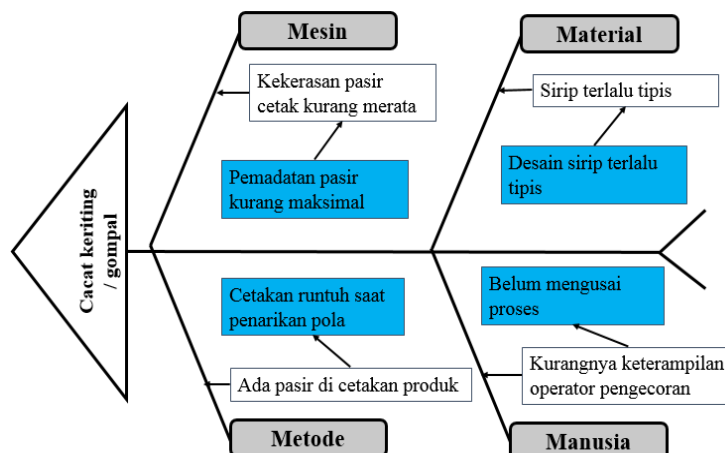 Mesin
Material
Kekerasan pasir
cetak kurang merata
Sirip terlalu tipis
Pemadatan pasir
kurang maksimal
Desain sirip terlalu
tipis
Cacat keriting
/ gompal
Cetakan runtuh saat
penarikan pola
Belum mengusai
proses
Ada pasir di cetakan produk
Kurangnya keterampilan
operator pengecoran
Metode
Manusia